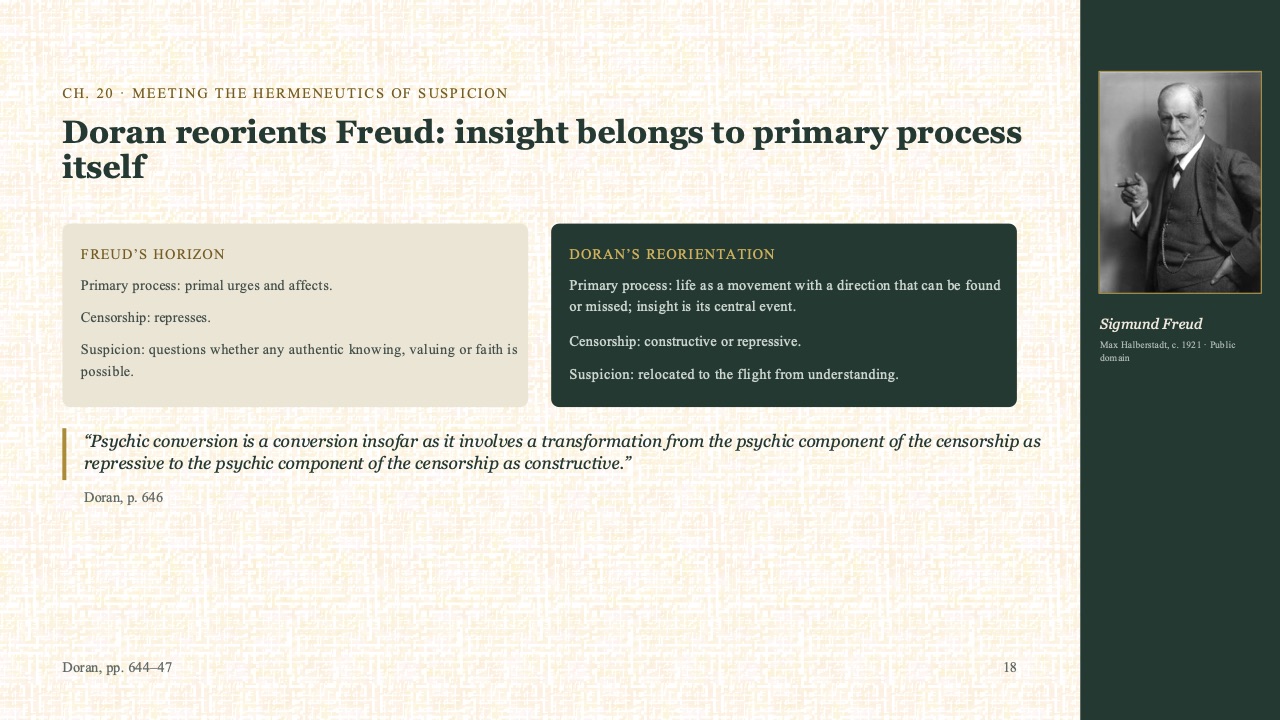 CH. 20 · MEETING THE HERMENEUTICS OF SUSPICION
Doran reorients Freud: insight belongs to primary process
itself
FREUD’S HORIZON
Primary process: primal urges and affects.
Censorship: represses.
Suspicion: questions whether any authentic knowing, valuing or faith is
possible.
DORAN’S REORIENTATION
Primary process: life as a movement with a direction that can be found
or missed; insight is its central event.
Censorship: constructive or repressive.
Suspicion: relocated to the flight from understanding.
“Psychic conversion is a conversion insofar as it involves a transformation from the psychic component of the censorship as
repressive to the psychic component of the censorship as constructive.”
Doran, p. 646
Doran, pp. 644–47
18
Sigmund Freud
Max Halberstadt, c. 1921 · Public
domain